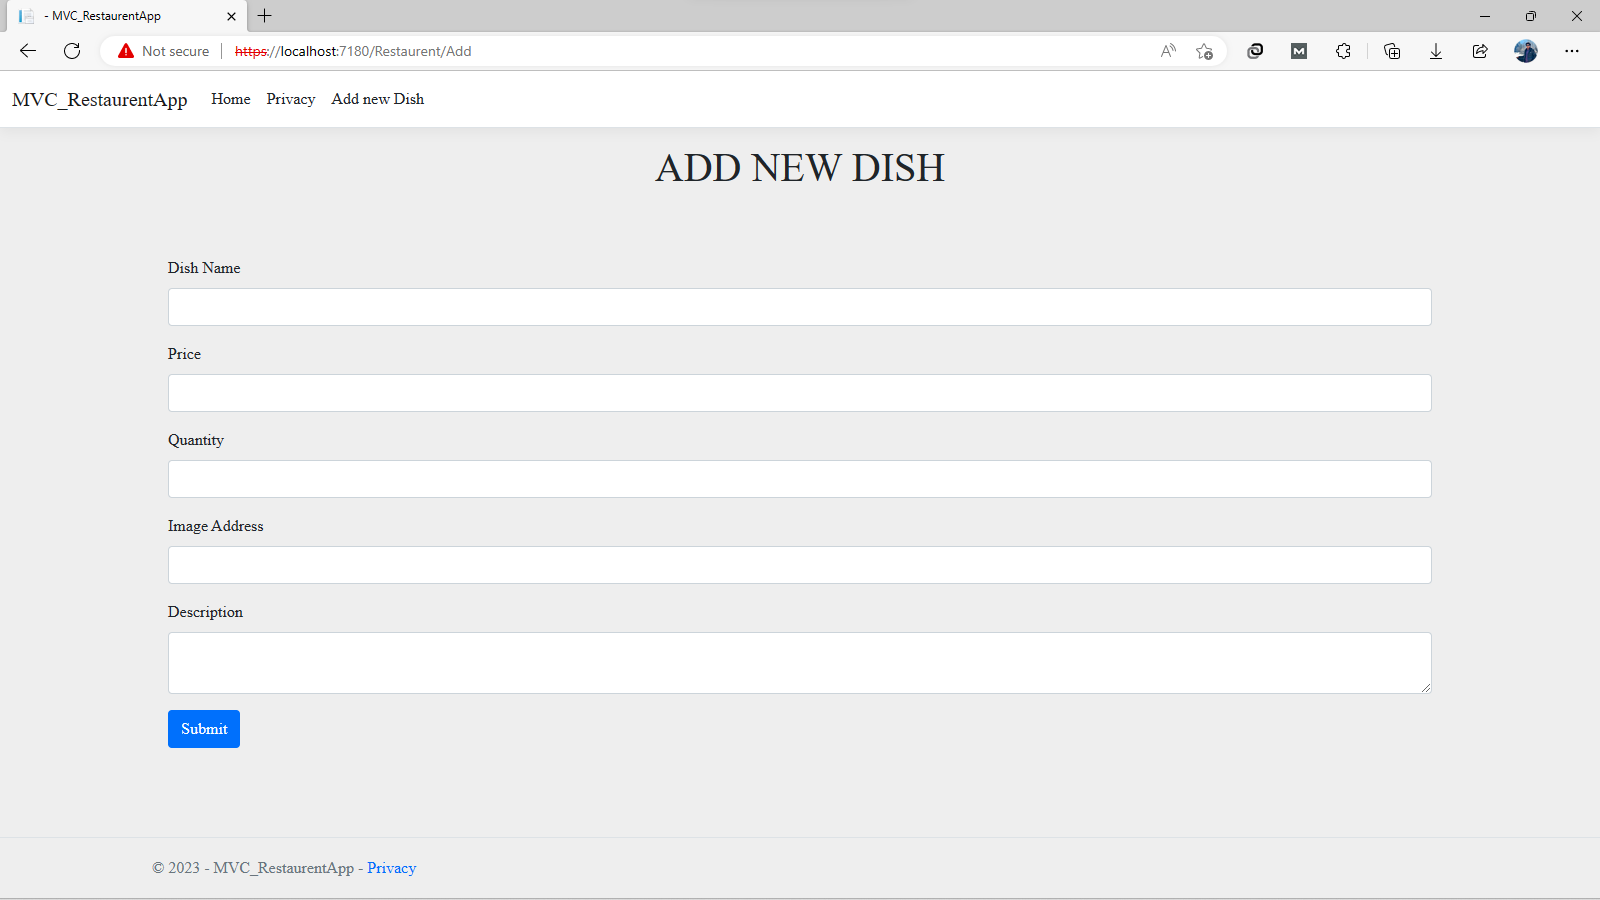 - MVC_RestaurentApp
Not secure
https://localhost:7180/Restaurent/Add
MVC_RestaurentApp Home Privacy Add new Dish
ADD NEW DISH
Dish Name
Price
Quantity
Image Address
Description
Submit
© 2023 - MVC_RestaurentApp - Privacy